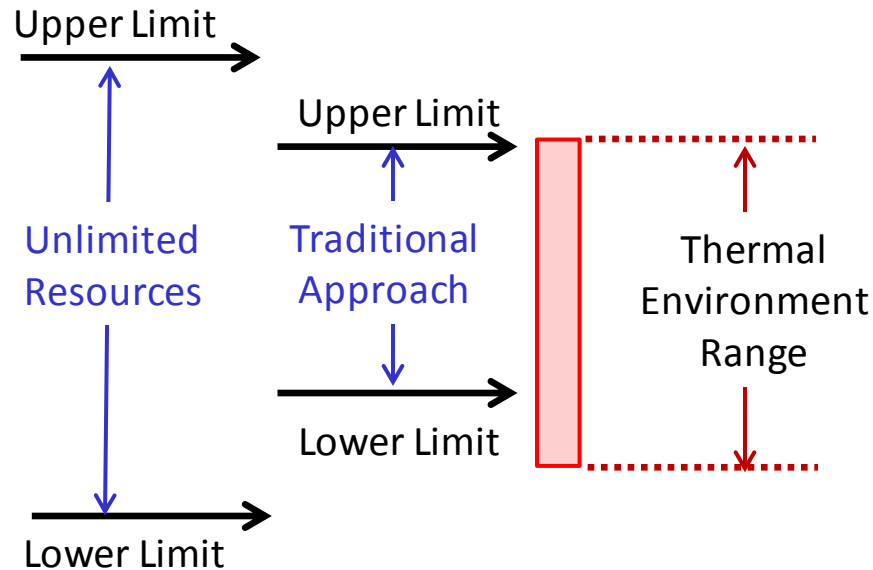 Upper Limit
Upper Limit
Unlimited
Resources
Traditional
Approach
Thermal
Environment
Range
Lower Limit
Lower Limit